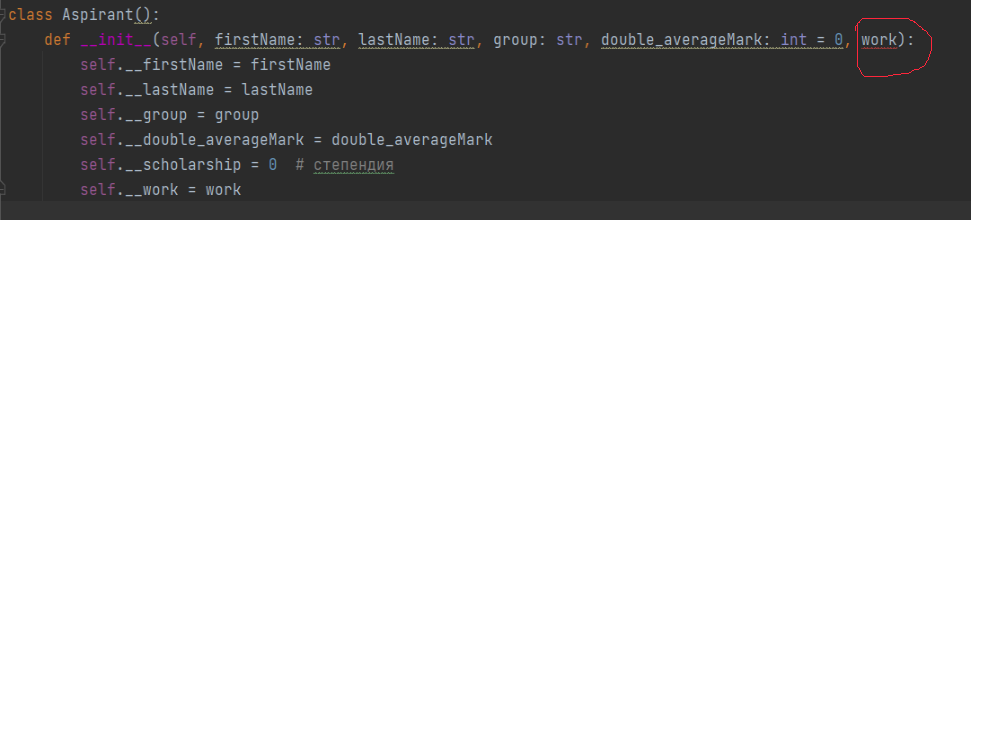 class Aspirant():
    def __init__(self, firstName: str, lastName: str, group: str, double_averageMark: int = 0, work):
        self.__firstName = firstName
        self.__lastName = lastName
        self.__group = group
        self.__double_averageMark = double_averageMark
        self.__scholarship = 0  # степендия
        self.__work = work